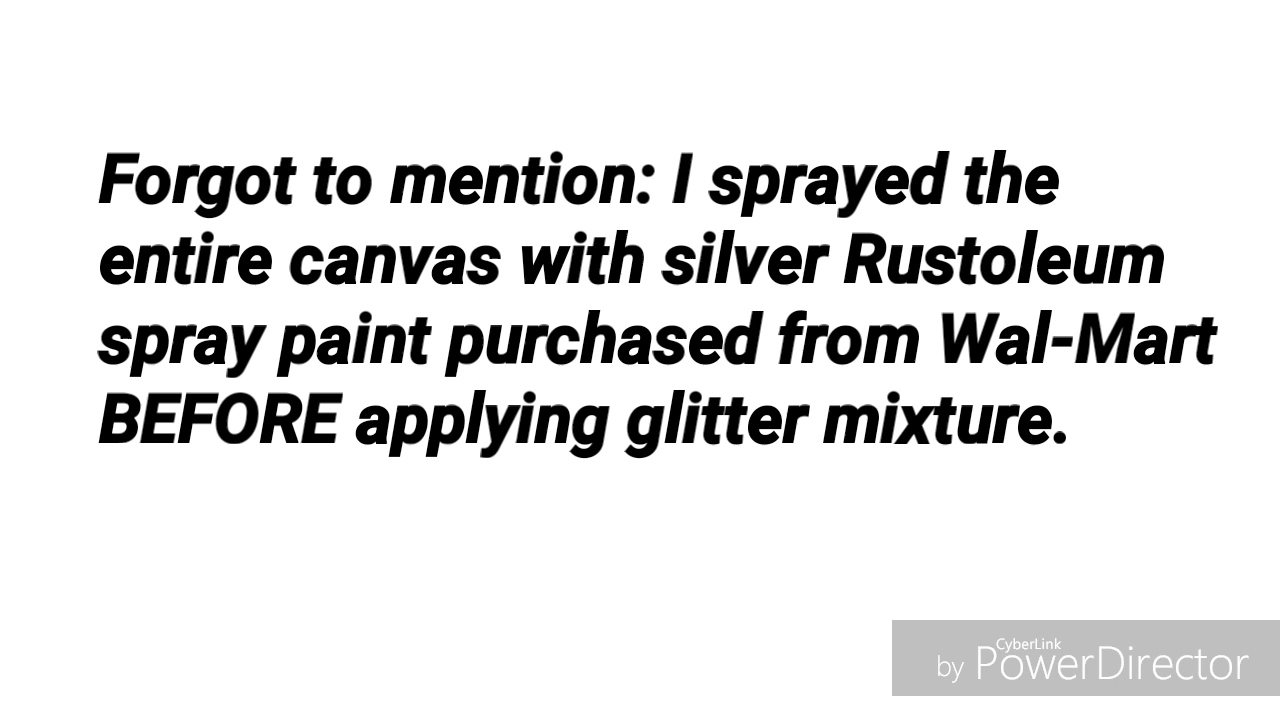 Forgot to mention: I sprayed the
entire canvas with silver Rustoleum
spray paint purchased from Wal-Mart
BEFORE applying glitter mixture.
CyberLink
by PowerDirector